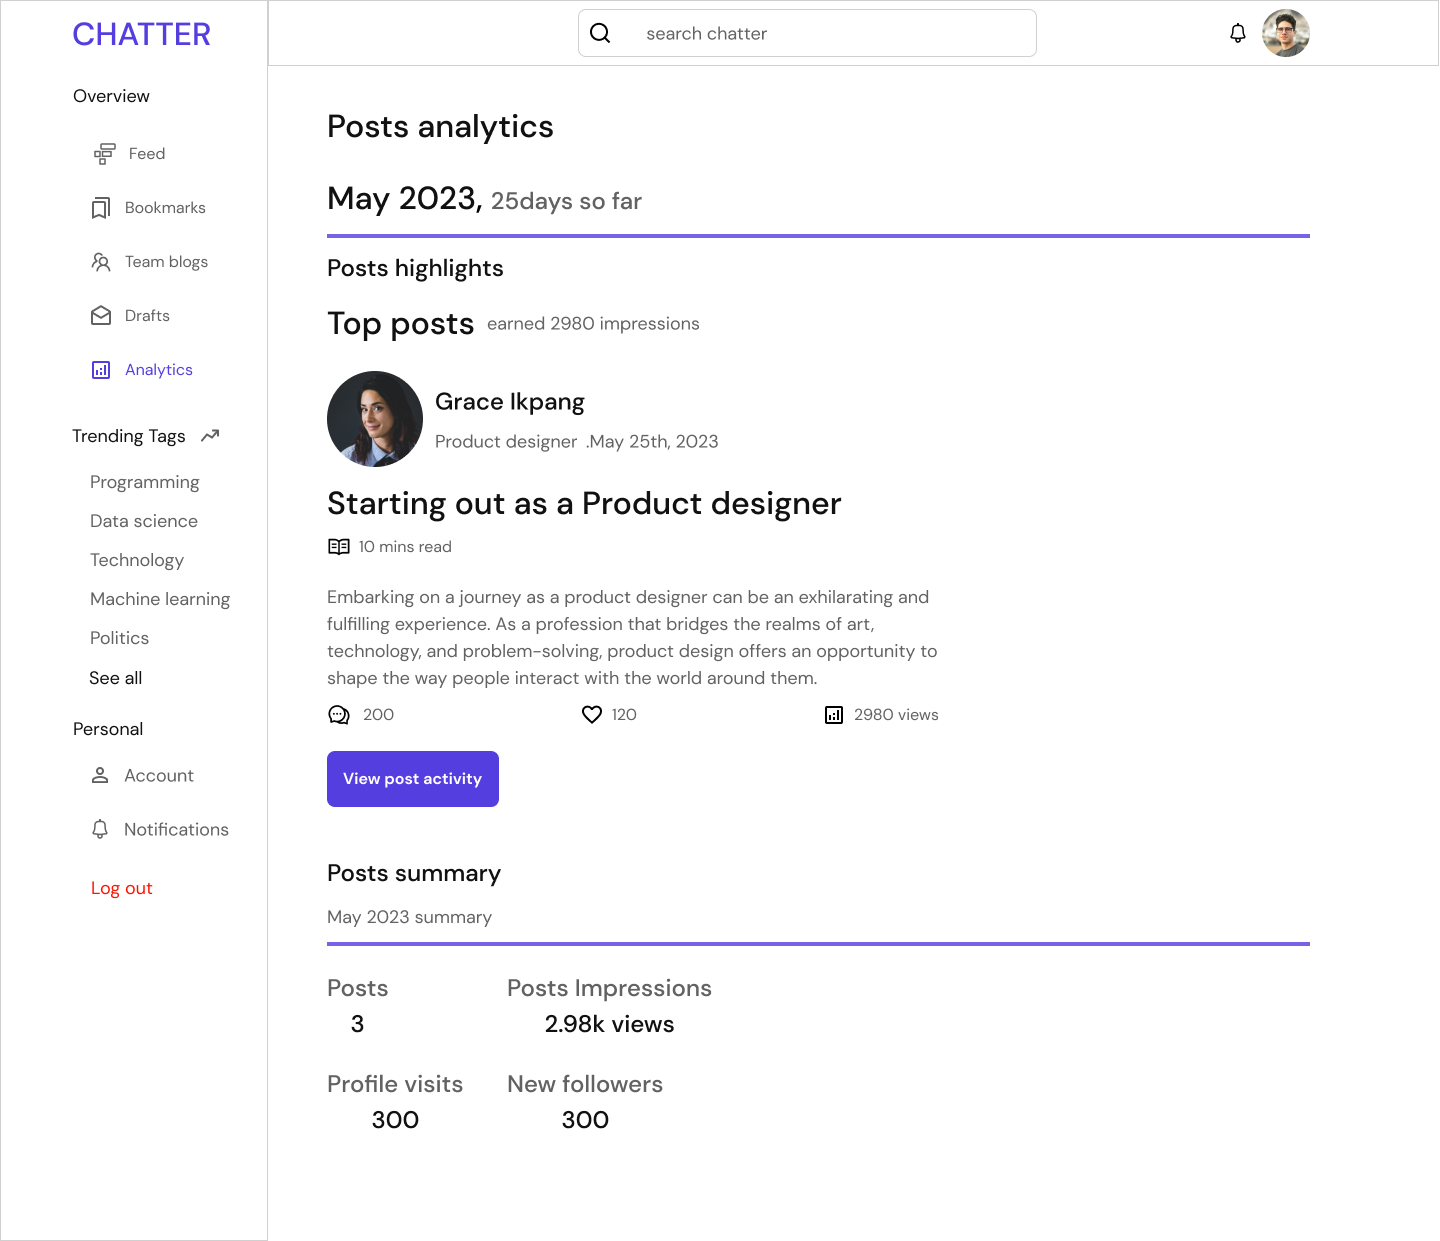 CHATTER
search chatter
Overview
Feed
Bookmarks
Team blogs
Drafts
Analytics
Trending Tags
Programming
Data science
Technology
Machine learning
Politics
See all
Personal
Account
Notifications
Log out
Posts analytics
May 2023, 25days so far
Posts highlights
Top posts earned 2980 impressions
Grace Ikpang
Product designer .May 25th, 2023
Starting out as a Product designer
10 mins read
Embarking on a journey as a product designer can be an exhilarating and
fulfilling experience. As a profession that bridges the realms of art,
technology, and problem-solving, product design offers an opportunity to
shape the way people interact with the world around them.
200 120 2980 views
View post activity
Posts summary
May 2023 summary
Posts Posts Impressions
3 2.98k views
Profile visits New followers
300 300